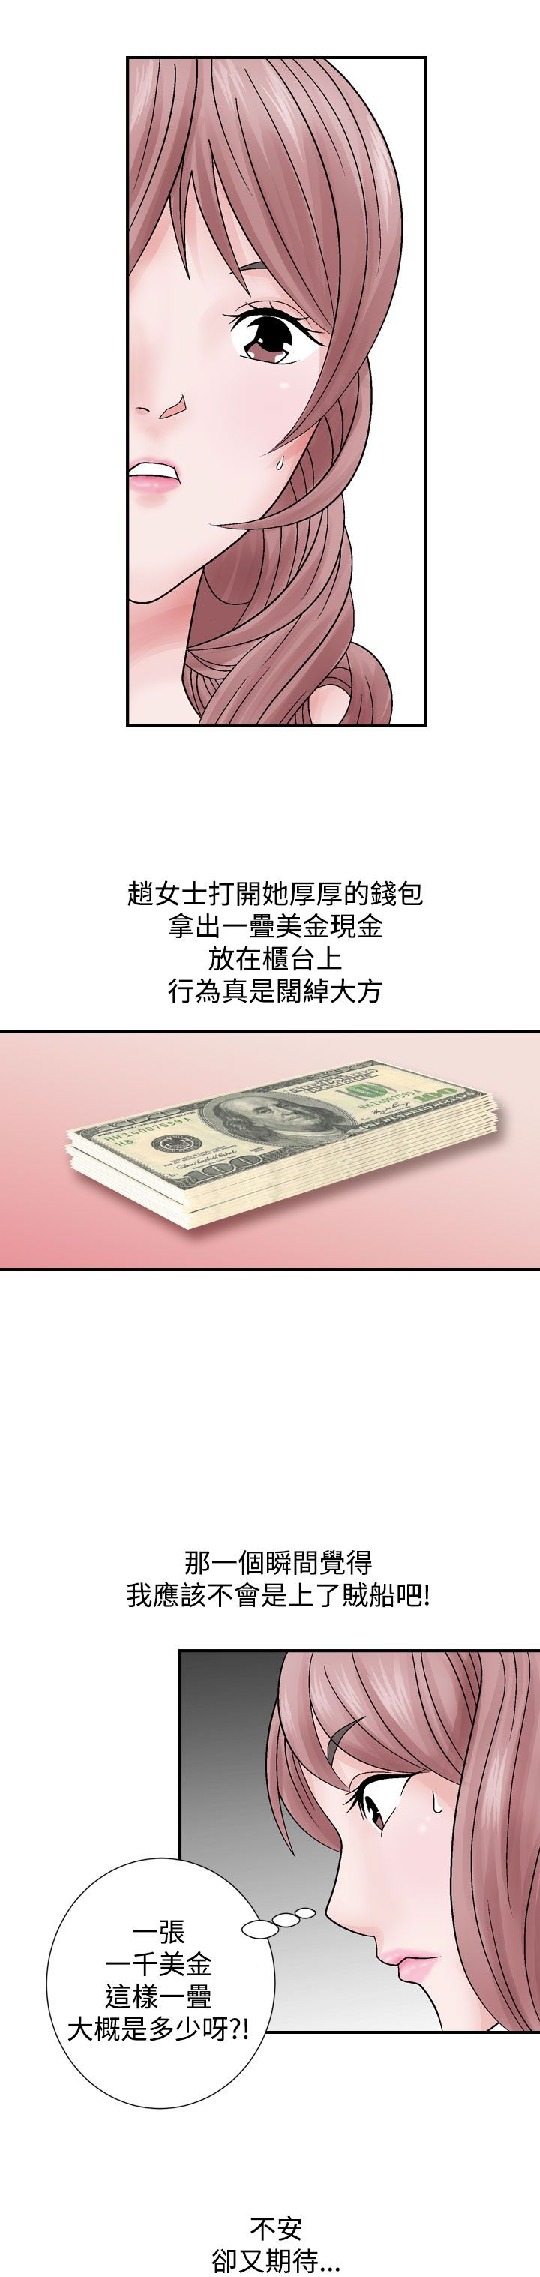 趙女士打開她厚厚的錢包
拿出一疊美金現金
放在櫃台上
行為真是闊綽大方
100
100
那一個瞬間覺得
我應該不會是上了賊船吧!
一張
一千美金
這樣一疊
大概是多少呀?!
不安
卻又期待...